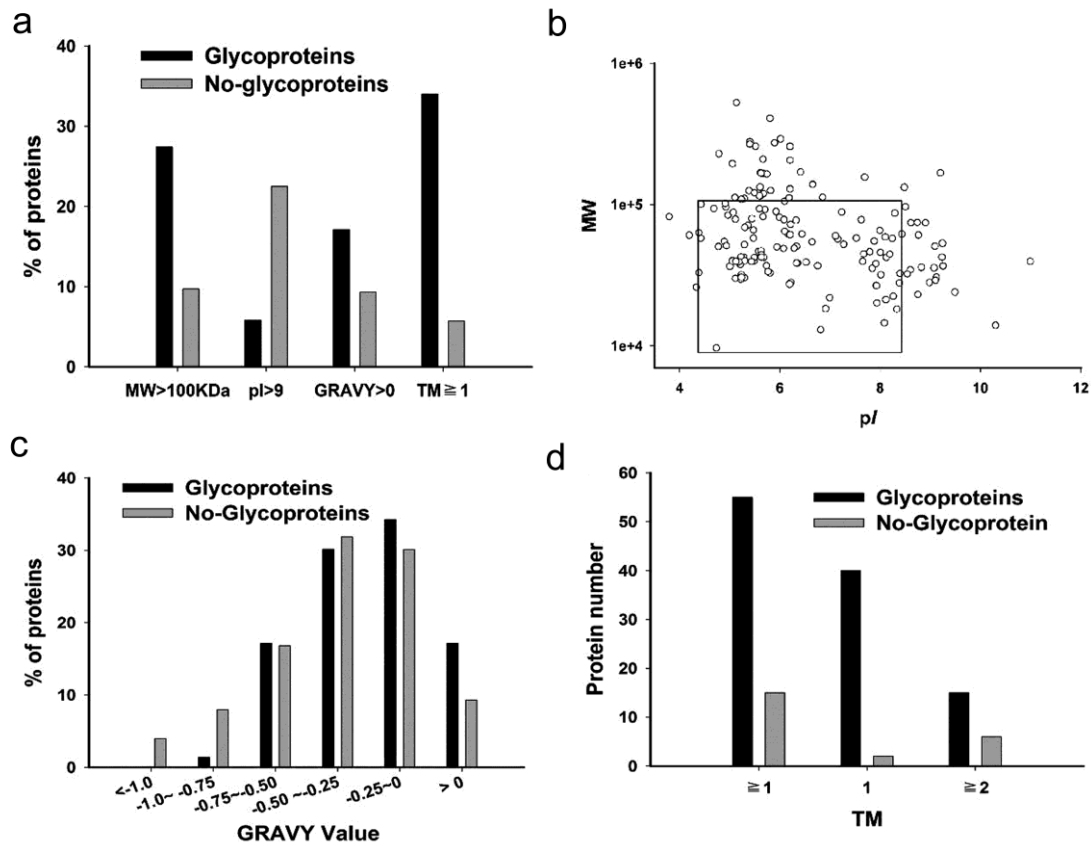 a
40
30
20
10
0
% of proteins
Glycoproteins
No-glycoproteins
MW>100KDa pI>9 GRAVY>0 TM≧1
b
1e+6
1e+5
1e+4
MW
4 6 8 10 12
pI
c
40
30
20
10
0
% of proteins
Glycoproteins
No-Glycoproteins
<-1.0 -1.0~ -0.75 -0.75~-0.50 -0.50 ~-0.25 -0.25~0 > 0
GRAVY Value
d
60
50
40
30
20
10
0
Protein number
Glycoproteins
No-Glycoprotein
≧1 1 ≧2
TM